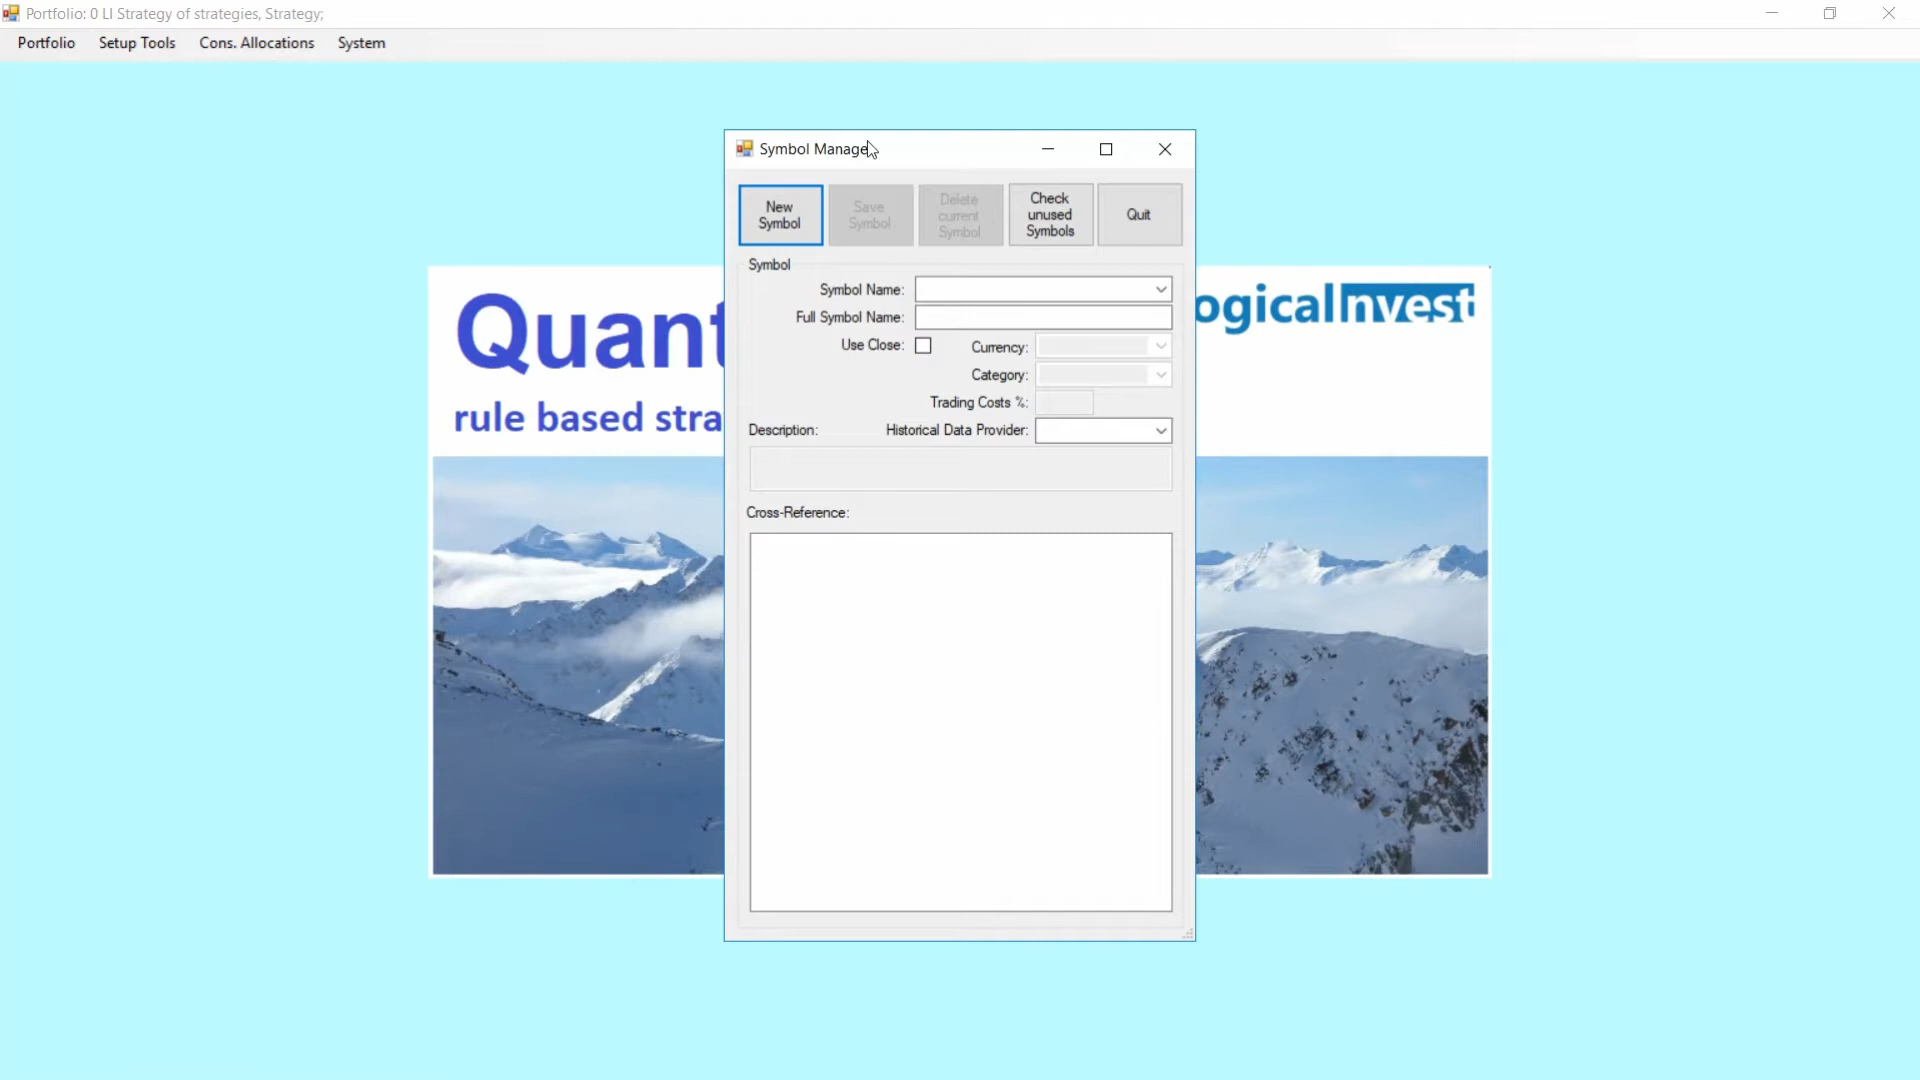 Portfolio: 0 LI Strategy of strategies, Strategy;
Portfolio Setup Tools Cons. Allocations System
Symbol Manage
New Symbol
Save Symbol
Delete current Symbol
Check unused Symbols
Quit
Symbol
Symbol Name:
Full Symbol Name:
Use Close: Currency:
Category:
Trading Costs %:
Description: Historical Data Provider:
Cross-Reference:
Quant
ogicalInvest
rule based stra